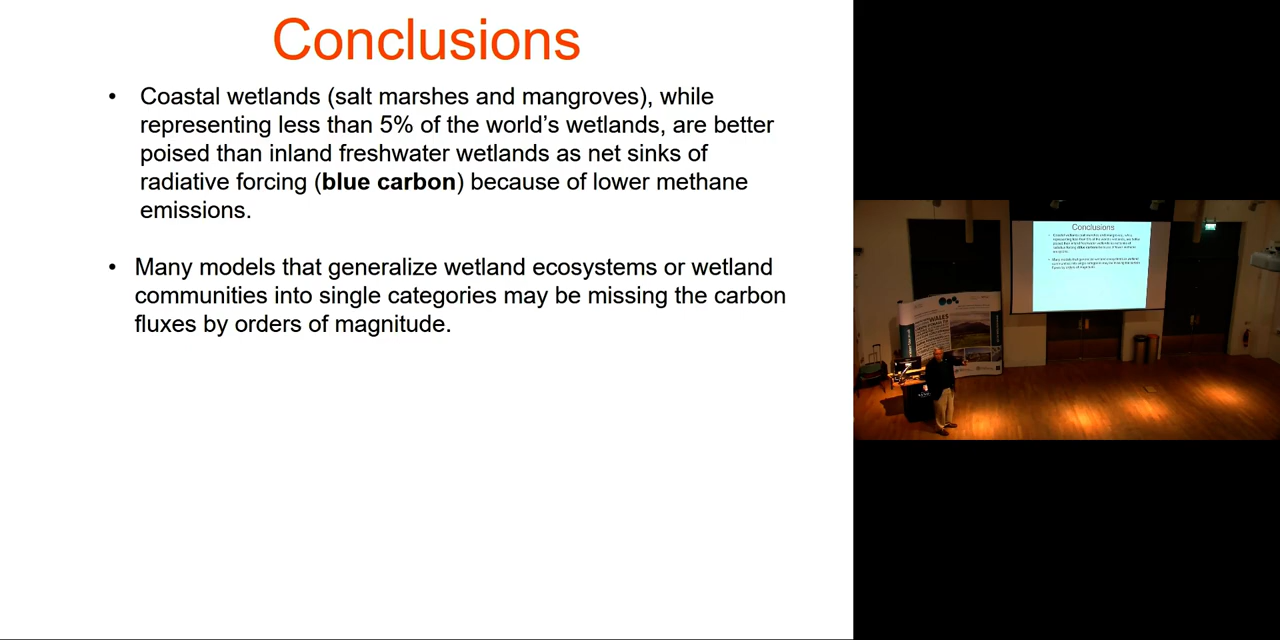 Conclusions
• Coastal wetlands (salt marshes and mangroves), while
representing less than 5% of the world’s wetlands, are better
poised than inland freshwater wetlands as net sinks of
radiative forcing (blue carbon) because of lower methane
emissions.
• Many models that generalize wetland ecosystems or wetland
communities into single categories may be missing the carbon
fluxes by orders of magnitude.
Conclusions
WALES